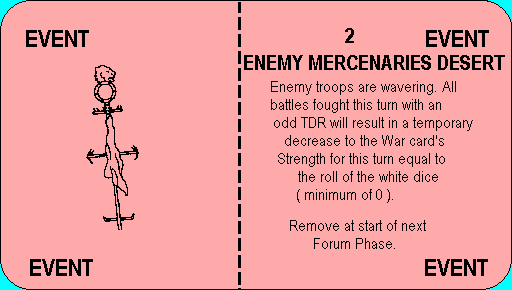 EVENT
EVENT
2
EVENT
ENEMY MERCENARIES DESERT
Enemy troops are wavering. All
battles fought this turn with an
odd TDR will result in a temporary
decrease to the War card's
Strength for this turn equal to
the roll of the white dice
( minimum of 0 ).
Remove at start of next
Forum Phase.
EVENT